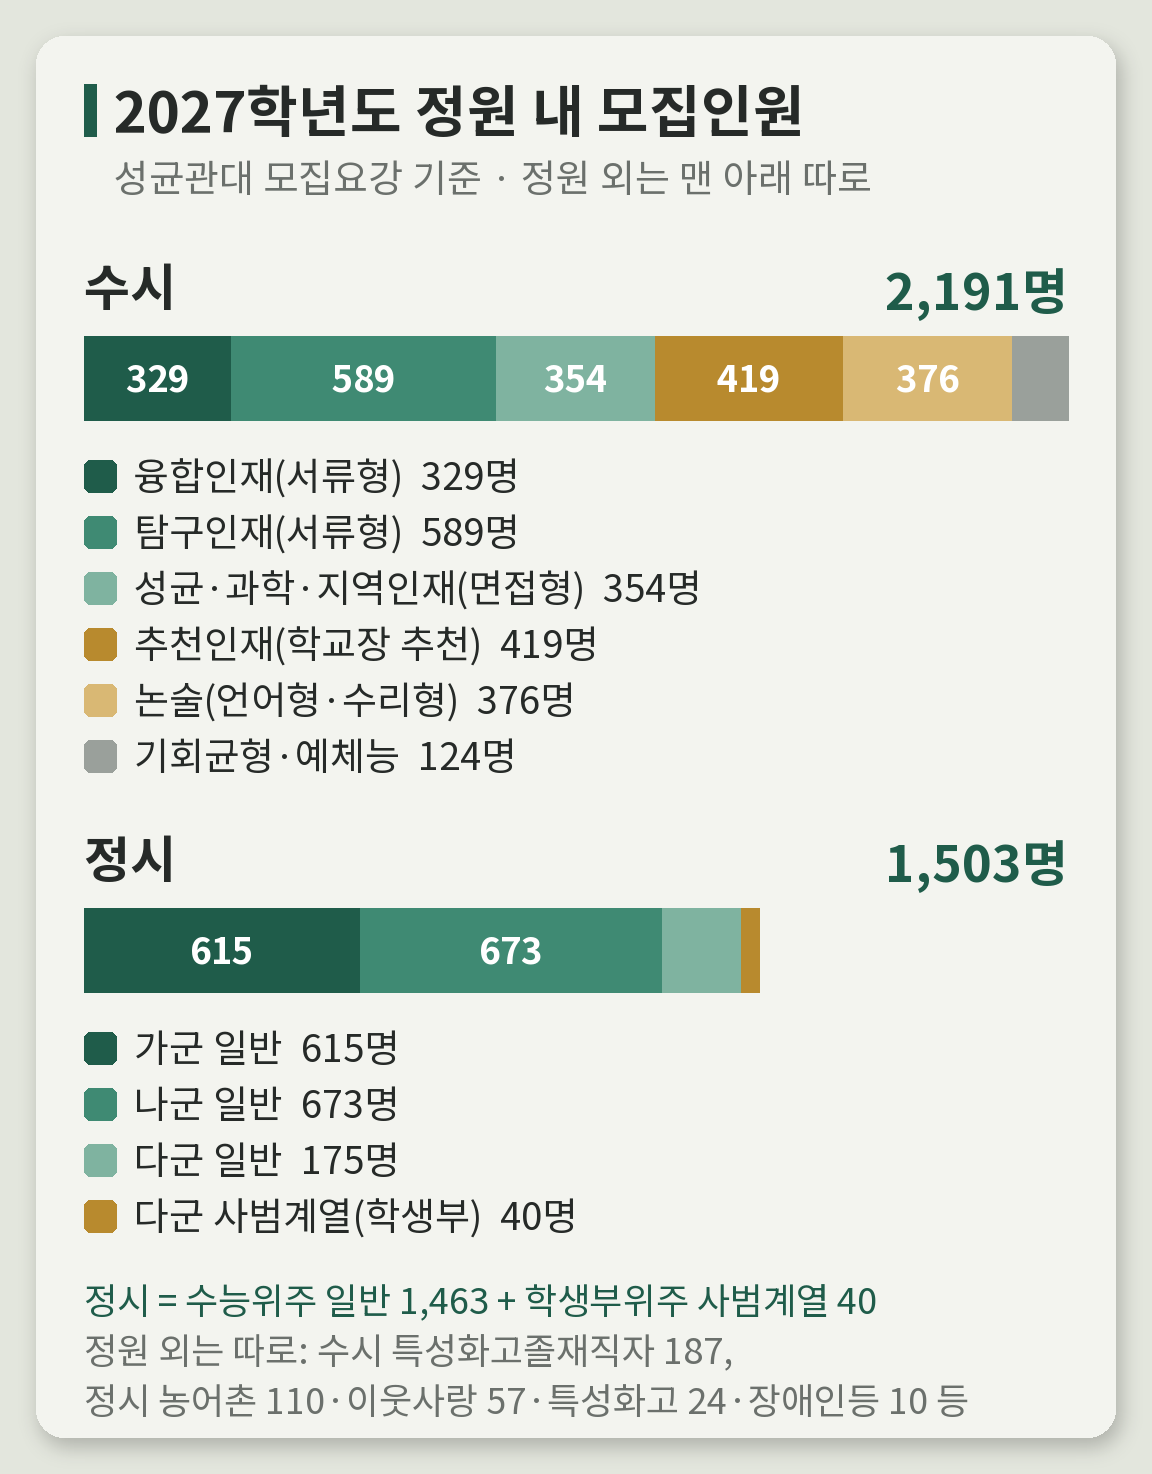 2027학년도 정원 내 모집인원
성균관대 모집요강 기준 · 정원 외는 맨 아래 따로
수시 2,191명
329 589 354 419 376
융합인재(서류형) 329명
탐구인재(서류형) 589명
성균·과학·지역인재(면접형) 354명
추천인재(학교장 추천) 419명
논술(언어형·수리형) 376명
기회균형·예체능 124명
정시 1,503명
615 673
가군 일반 615명
나군 일반 673명
다군 일반 175명
다군 사범계열(학생부) 40명
정시 = 수능위주 일반 1,463 + 학생부위주 사범계열 40
정원 외는 따로: 수시 특성화고졸재직자 187,
정시 농어촌 110·이웃사랑 57·특성화고 24·장애인등 10 등